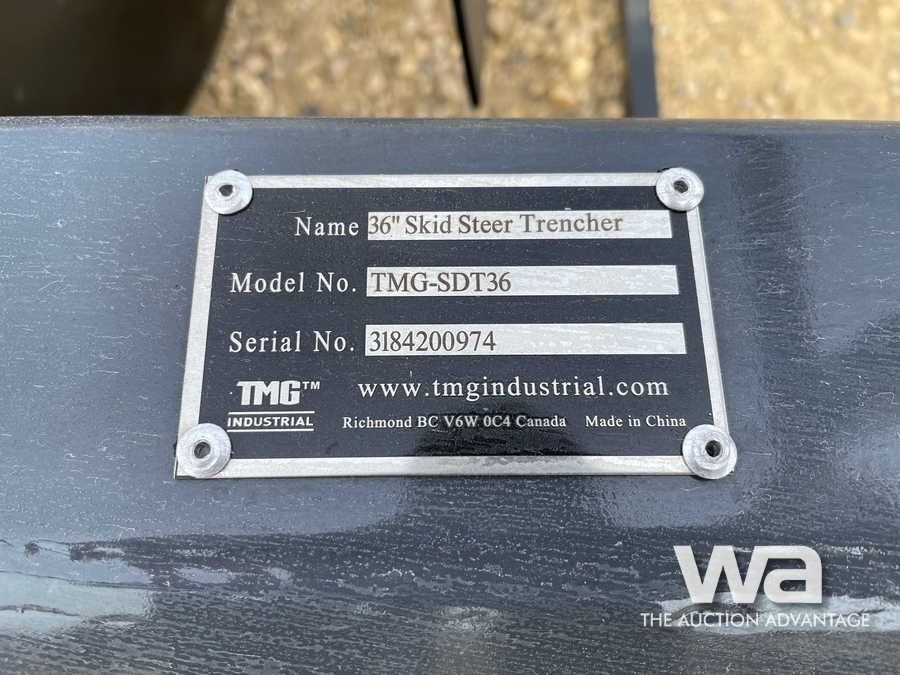 Name 36" Skid Steer Trencher
Model No. TMG-SDT36
Serial No. 3184200974
TMG™ www.tmgindustrial.com
INDUSTRIAL Richmond BC V6W 0C4 Canada Made in China
wa
THE AUCTION ADVANTAGE